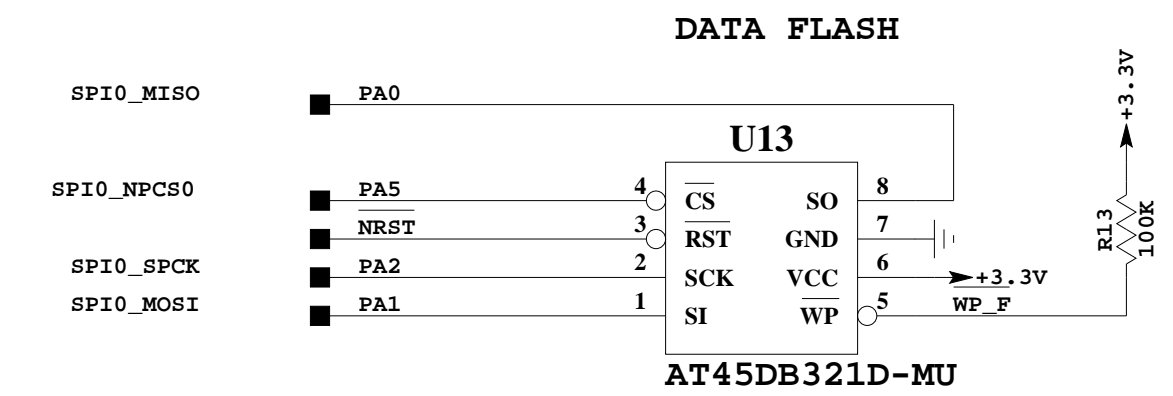 DATA FLASH
+3.3V
SPI0_MISO PA0
U13
SPI0_NPCS0 PA5 4 CS SO 8
NRST 3 RST GND 7
R13 100K
SPI0_SPCK PA2 2 SCK VCC 6 +3.3V
SPI0_MOSI PA1 1 SI WP 5 WP_F
AT45DB321D-MU